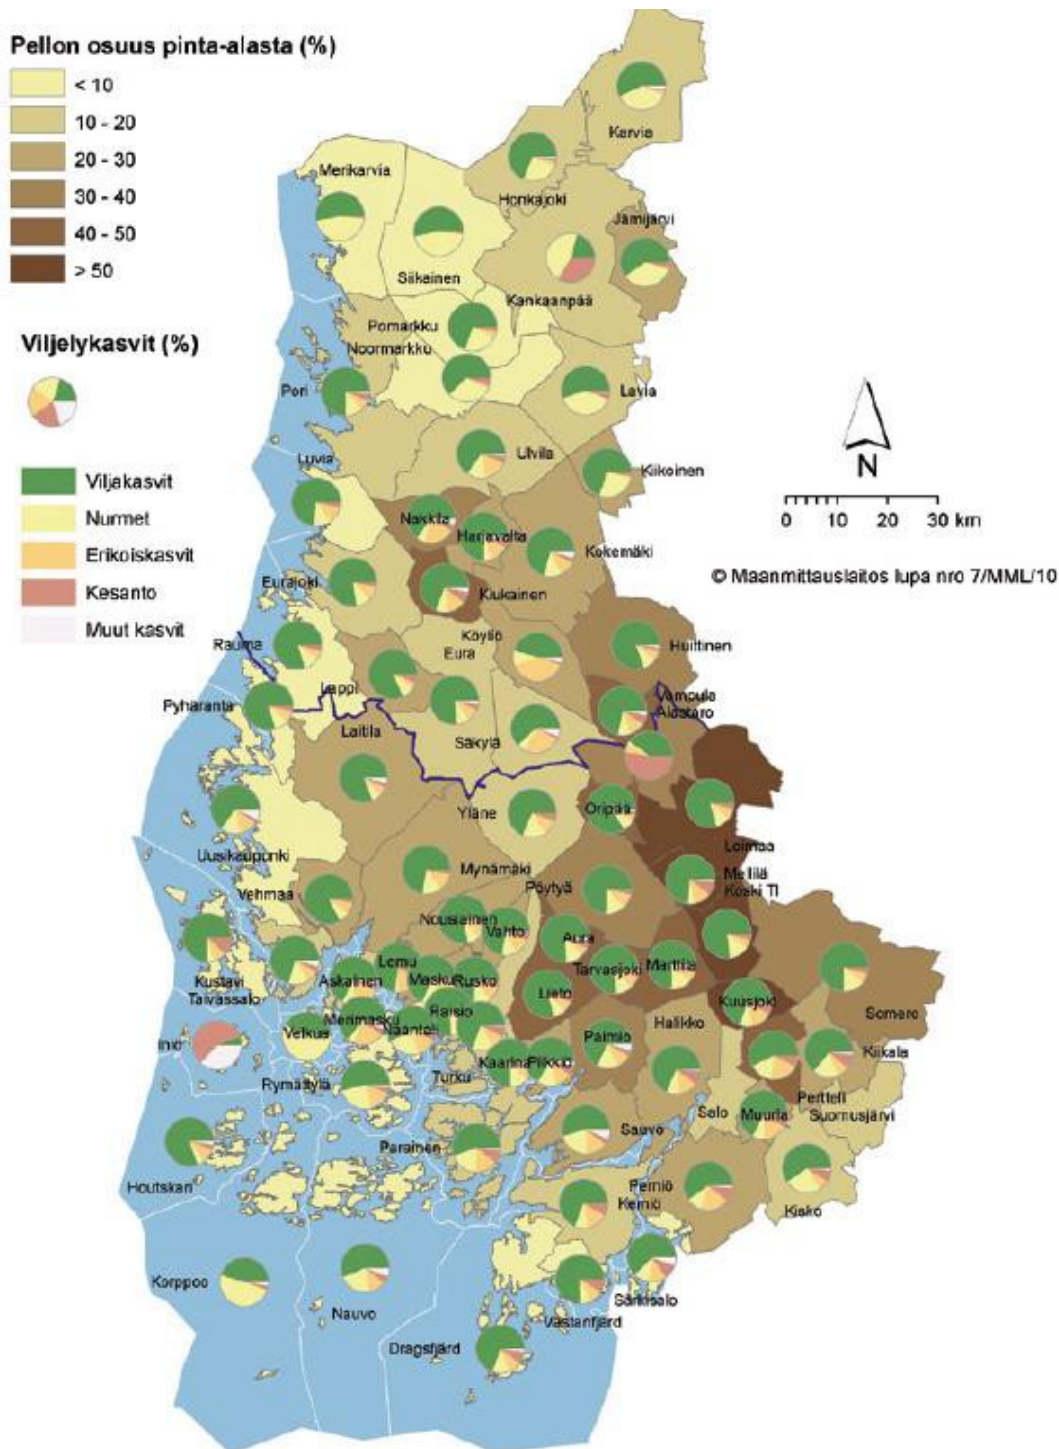 Pellon osuus pinta-alasta (%)
< 10
10 - 20
20 - 30
30 - 40
40 - 50
> 50
Viljelykasvit (%)
Viljakasvit
Nurmet
Erikoiskasvit
Kesanto
Muut kasvit
N
0 10 20 30 km
© Maanmittauslaitos lupa nro 7/MML/10
Karvia
Honkajoki
Merikarvia
Jämijärvi
Siikainen
Kankaanpää
Pomarkku
Noormarkku
Pori
Lavia
Ulvila
Luvia
Kiikoinen
Nakkila
Harjavalta
Kokemäki
Eurajoki
Kiukainen
Köyliö
Eura
Huittinen
Rauma
Lappi
Vampula
Alastaro
Pyhäranta
Laitila
Säkylä
Yläne
Oripää
Loimaa
Uusikaupunki
Mynämäki
Mellilä
Koski Tl
Pöytyä
Vehmaa
Nousiainen
Vahto
Aura
Kustavi
Taivassalo
Askainen
Lemu
Masku
Rusko
Tarvasjoki
Marttila
Lieto
Kuusjoki
Somero
Merimasku
Raisio
Naantali
Velkua
Iniö
Halikko
Paimio
Kiikala
Kaarina
Piikkiö
Turku
Rymättylä
Pertteli
Suomusjärvi
Salo
Muurla
Parainen
Sauvo
Houtskari
Perniö
Kemiö
Kisko
Korppoo
Nauvo
Särkisalo
Västanfjärd
Dragsfjärd